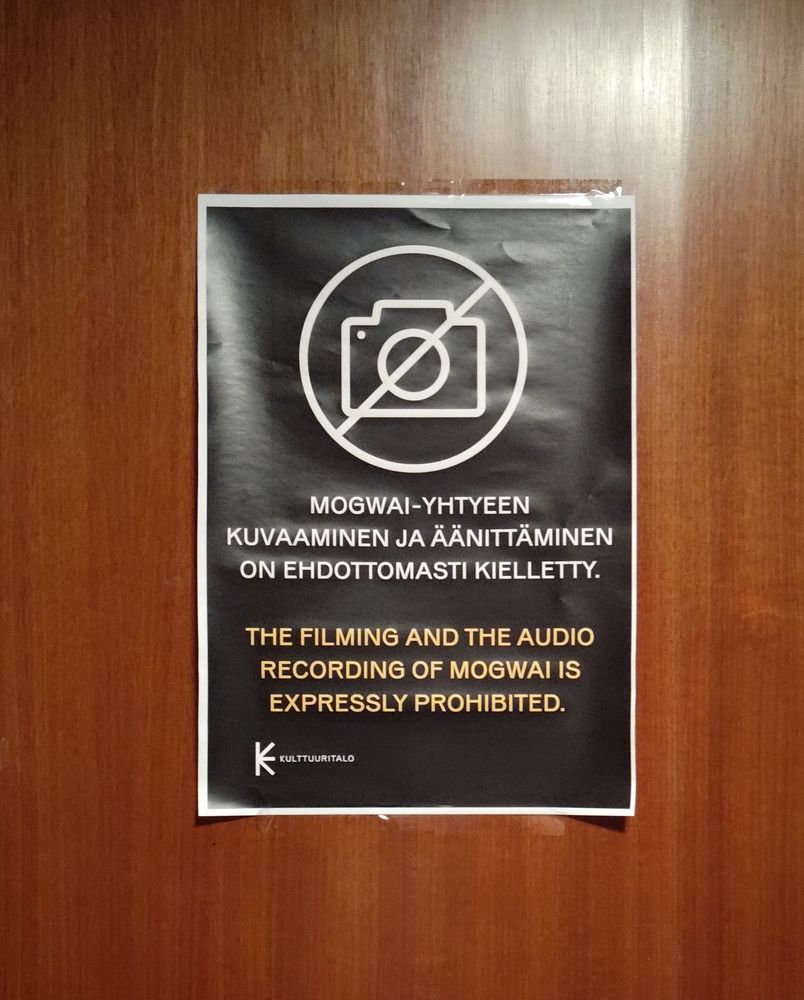 MOGWAI-YHTYEEN
KUVAAMINEN JA ÄÄNITTÄMINEN
ON EHDOTTOMASTI KIELLETTY.
THE FILMING AND THE AUDIO
RECORDING OF MOGWAI IS
EXPRESSLY PROHIBITED.
KULTTUURITALO